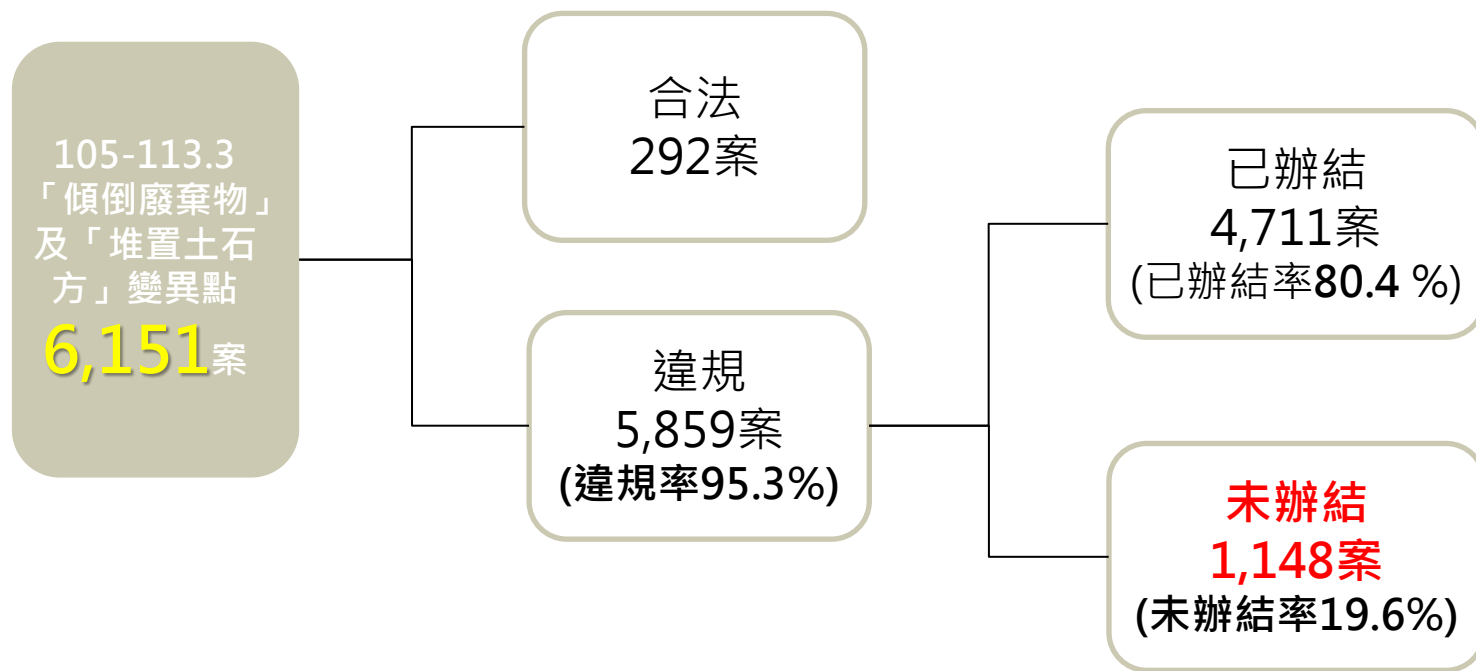 105-113.3
「傾倒廢棄物」
及「堆置土石
方」變異點
6,151案
合法
292案
違規
5,859案
(違規率95.3%)
已辦結
4,711案
(已辦結率80.4 %)
未辦結
1,148案
(未辦結率19.6%)